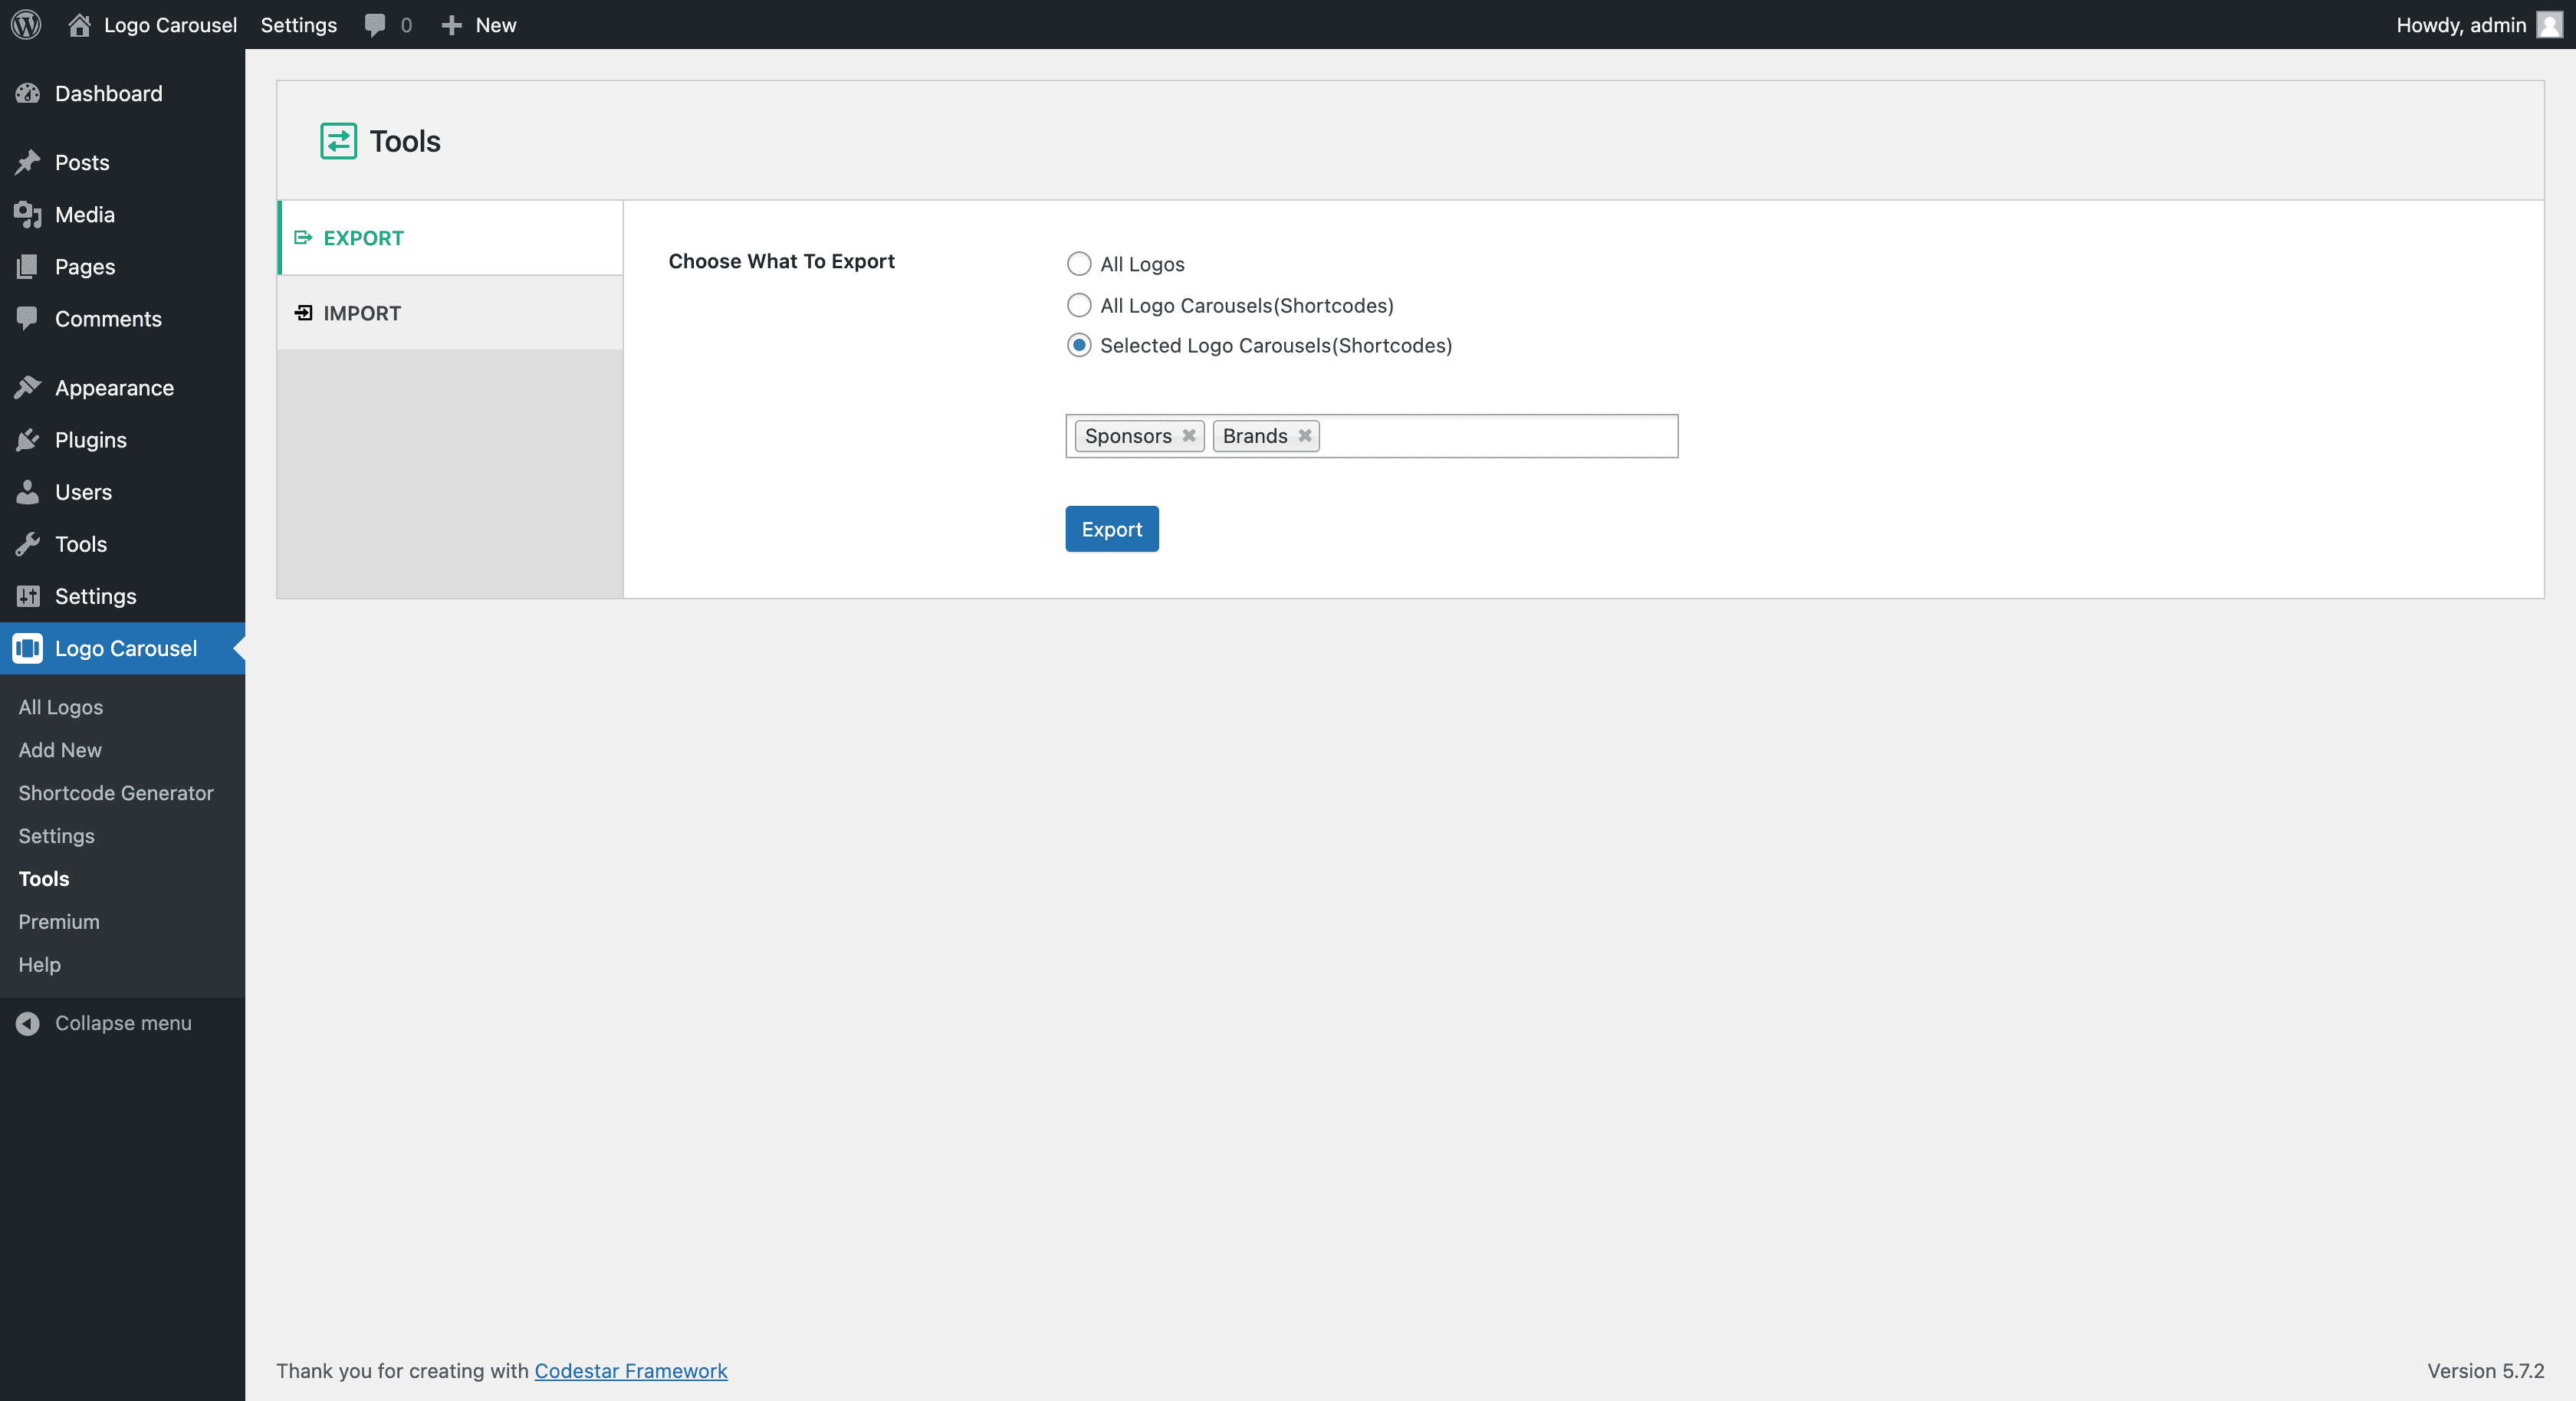 Logo Carousel Settings 0 New Howdy, admin
Dashboard
Posts
Media
Pages
Comments
Appearance
Plugins
Users
Tools
Settings
Logo Carousel
All Logos
Add New
Shortcode Generator
Settings
Tools
Premium
Help
Collapse menu
Tools
EXPORT
IMPORT
Choose What To Export
All Logos
All Logo Carousels(Shortcodes)
Selected Logo Carousels(Shortcodes)
Sponsors Brands
Export
Thank you for creating with Codestar Framework Version 5.7.2